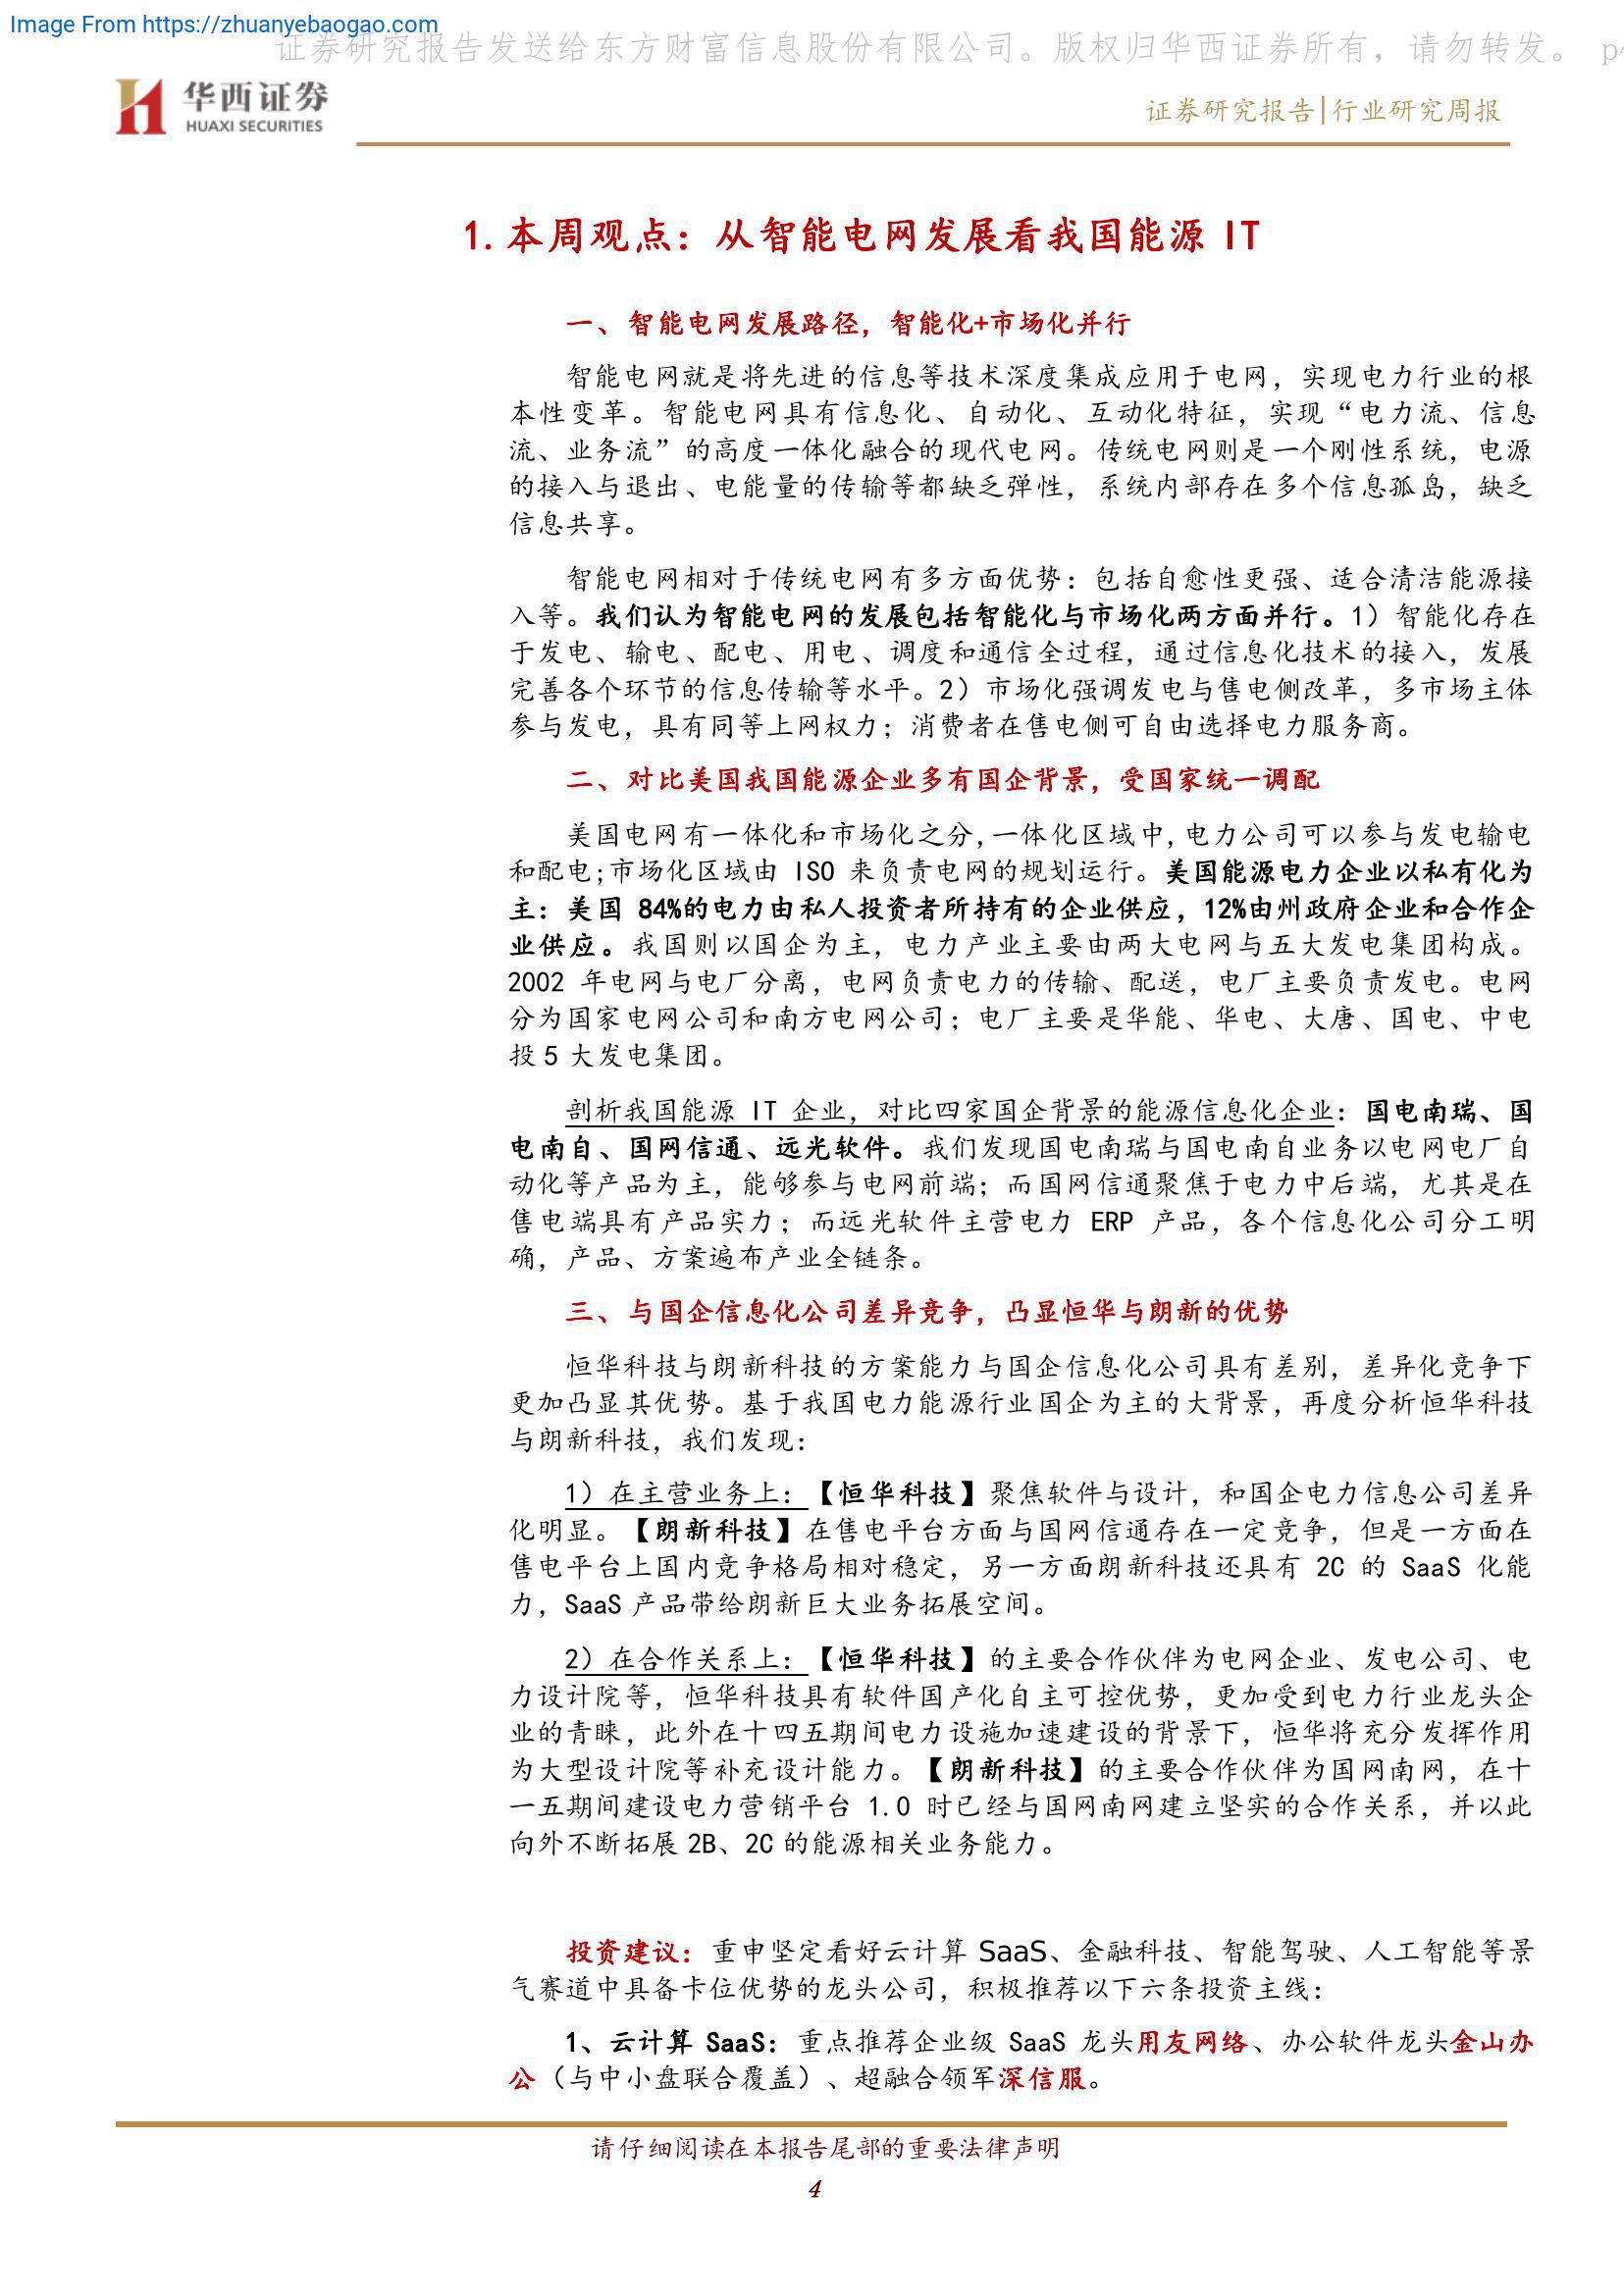 Image From https://zhuanyebaogao.com
证券研究报告发送给东方财富信息股份有限公司。版权归华西证券所有，请勿转发。 p4
华西证券
HUAXI SECURITIES
证券研究报告|行业研究周报
1.本周观点：从智能电网发展看我国能源 IT
一、智能电网发展路径，智能化+市场化并行
智能电网就是将先进的信息等技术深度集成应用于电网，实现电力行业的根
本性变革。智能电网具有信息化、自动化、互动化特征，实现“电力流、信息
流、业务流”的高度一体化融合的现代电网。传统电网则是一个刚性系统，电源
的接入与退出、电能量的传输等都缺乏弹性，系统内部存在多个信息孤岛，缺乏
信息共享。
智能电网相对于传统电网有多方面优势：包括自愈性更强、适合清洁能源接
入等。我们认为智能电网的发展包括智能化与市场化两方面并行。1）智能化存在
于发电、输电、配电、用电、调度和通信全过程，通过信息化技术的接入，发展
完善各个环节的信息传输等水平。2）市场化强调发电与售电侧改革，多市场主体
参与发电，具有同等上网权力；消费者在售电侧可自由选择电力服务商。
二、对比美国我国能源企业多有国企背景，受国家统一调配
美国电网有一体化和市场化之分,一体化区域中,电力公司可以参与发电输电
和配电;市场化区域由 ISO 来负责电网的规划运行。美国能源电力企业以私有化为
主：美国 84%的电力由私人投资者所持有的企业供应，12%由州政府企业和合作企
业供应。我国则以国企为主，电力产业主要由两大电网与五大发电集团构成。
2002 年电网与电厂分离，电网负责电力的传输、配送，电厂主要负责发电。电网
分为国家电网公司和南方电网公司；电厂主要是华能、华电、大唐、国电、中电
投 5 大发电集团。
剖析我国能源 IT 企业，对比四家国企背景的能源信息化企业：国电南瑞、国
电南自、国网信通、远光软件。我们发现国电南瑞与国电南自业务以电网电厂自
动化等产品为主，能够参与电网前端；而国网信通聚焦于电力中后端，尤其是在
售电端具有产品实力；而远光软件主营电力 ERP 产品，各个信息化公司分工明
确，产品、方案遍布产业全链条。
三、与国企信息化公司差异竞争，凸显恒华与朗新的优势
恒华科技与朗新科技的方案能力与国企信息化公司具有差别，差异化竞争下
更加凸显其优势。基于我国电力能源行业国企为主的大背景，再度分析恒华科技
与朗新科技，我们发现：
1）在主营业务上：【恒华科技】聚焦软件与设计，和国企电力信息公司差异
化明显。【朗新科技】在售电平台方面与国网信通存在一定竞争，但是一方面在
售电平台上国内竞争格局相对稳定，另一方面朗新科技还具有 2C 的 SaaS 化能
力，SaaS 产品带给朗新巨大业务拓展空间。
2）在合作关系上：【恒华科技】的主要合作伙伴为电网企业、发电公司、电
力设计院等，恒华科技具有软件国产化自主可控优势，更加受到电力行业龙头企
业的青睐，此外在十四五期间电力设施加速建设的背景下，恒华将充分发挥作用
为大型设计院等补充设计能力。【朗新科技】的主要合作伙伴为国网南网，在十
一五期间建设电力营销平台 1.0 时已经与国网南网建立坚实的合作关系，并以此
向外不断拓展 2B、2C 的能源相关业务能力。
投资建议：重申坚定看好云计算 SaaS、金融科技、智能驾驶、人工智能等景
气赛道中具备卡位优势的龙头公司，积极推荐以下六条投资主线：
1、云计算 SaaS：重点推荐企业级 SaaS 龙头用友网络、办公软件龙头金山办
公（与中小盘联合覆盖）、超融合领军深信服。
请仔细阅读在本报告尾部的重要法律声明
4